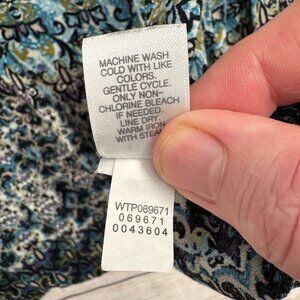 MACHINE WASH
COLD WITH LIKE
COLORS.
GENTLE CYCLE.
ONLY NON-
CHLORINE BLEACH
IF NEEDED.
LINE DRY.
WARM IRON
WITH STEAM
WTP069671
069671
0043604